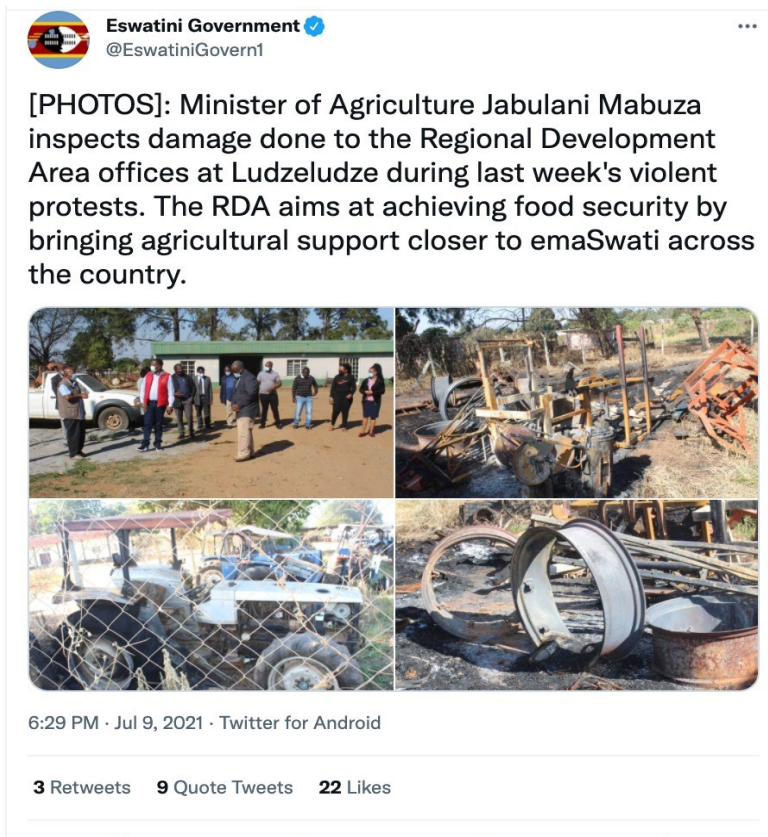 Eswatini Government
@EswatiniGovern1
[PHOTOS]: Minister of Agriculture Jabulani Mabuza
inspects damage done to the Regional Development
Area offices at Ludzeludze during last week's violent
protests. The RDA aims at achieving food security by
bringing agricultural support closer to emaSwati across
the country.
6:29 PM · Jul 9, 2021 · Twitter for Android
3 Retweets 9 Quote Tweets 22 Likes